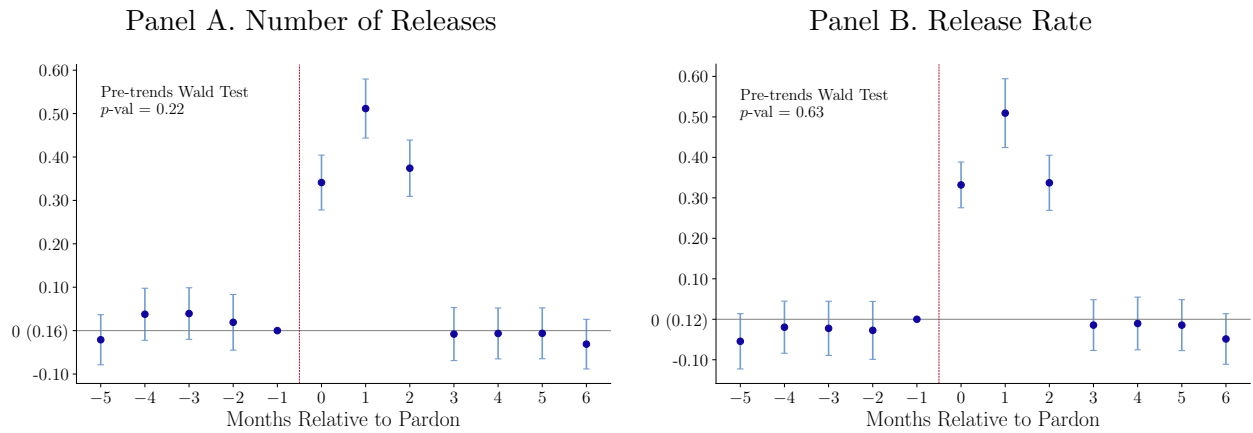 Panel A. Number of Releases
0.60
0.50
0.40
0.30
0.20
0.10
0 (0.16)
-0.10
Pre-trends Wald Test
p-val = 0.22
−5 −4 −3 −2 −1 0 1 2 3 4 5 6
Months Relative to Pardon
Panel B. Release Rate
0.60
0.50
0.40
0.30
0.20
0.10
0 (0.12)
-0.10
Pre-trends Wald Test
p-val = 0.63
−5 −4 −3 −2 −1 0 1 2 3 4 5 6
Months Relative to Pardon